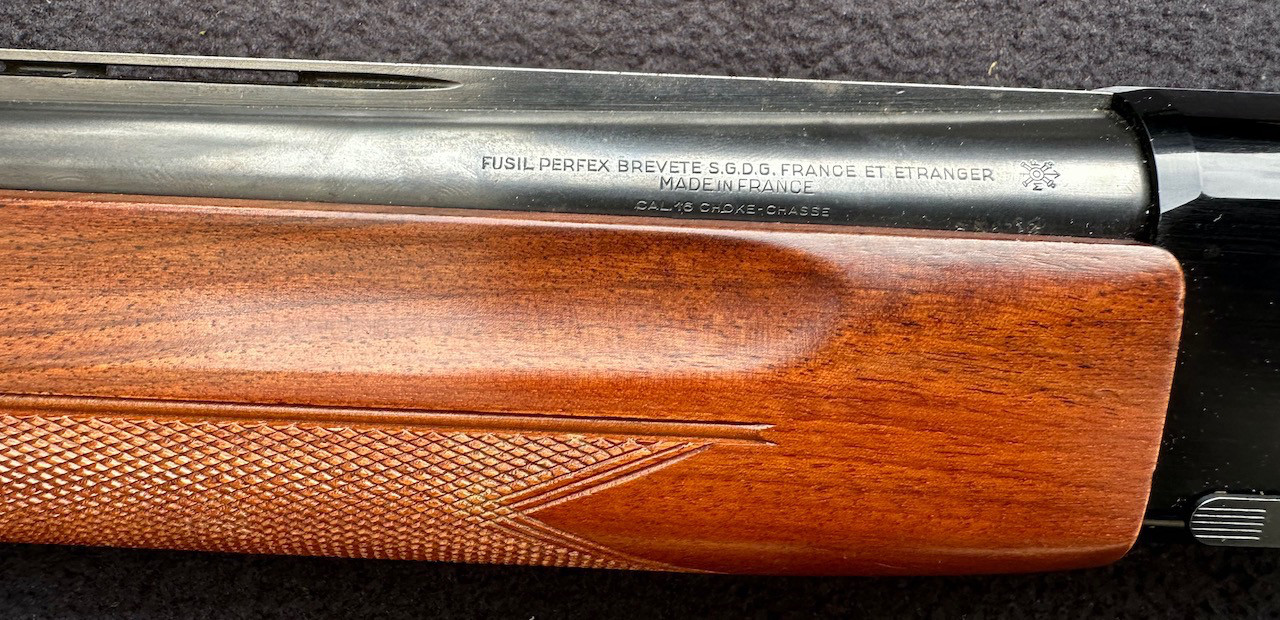 FUSIL PERFEX BREVETE S.G.D.G. FRANCE ET ETRANGER
MADE IN FRANCE
CAL.16 CHOKE-CHASSE